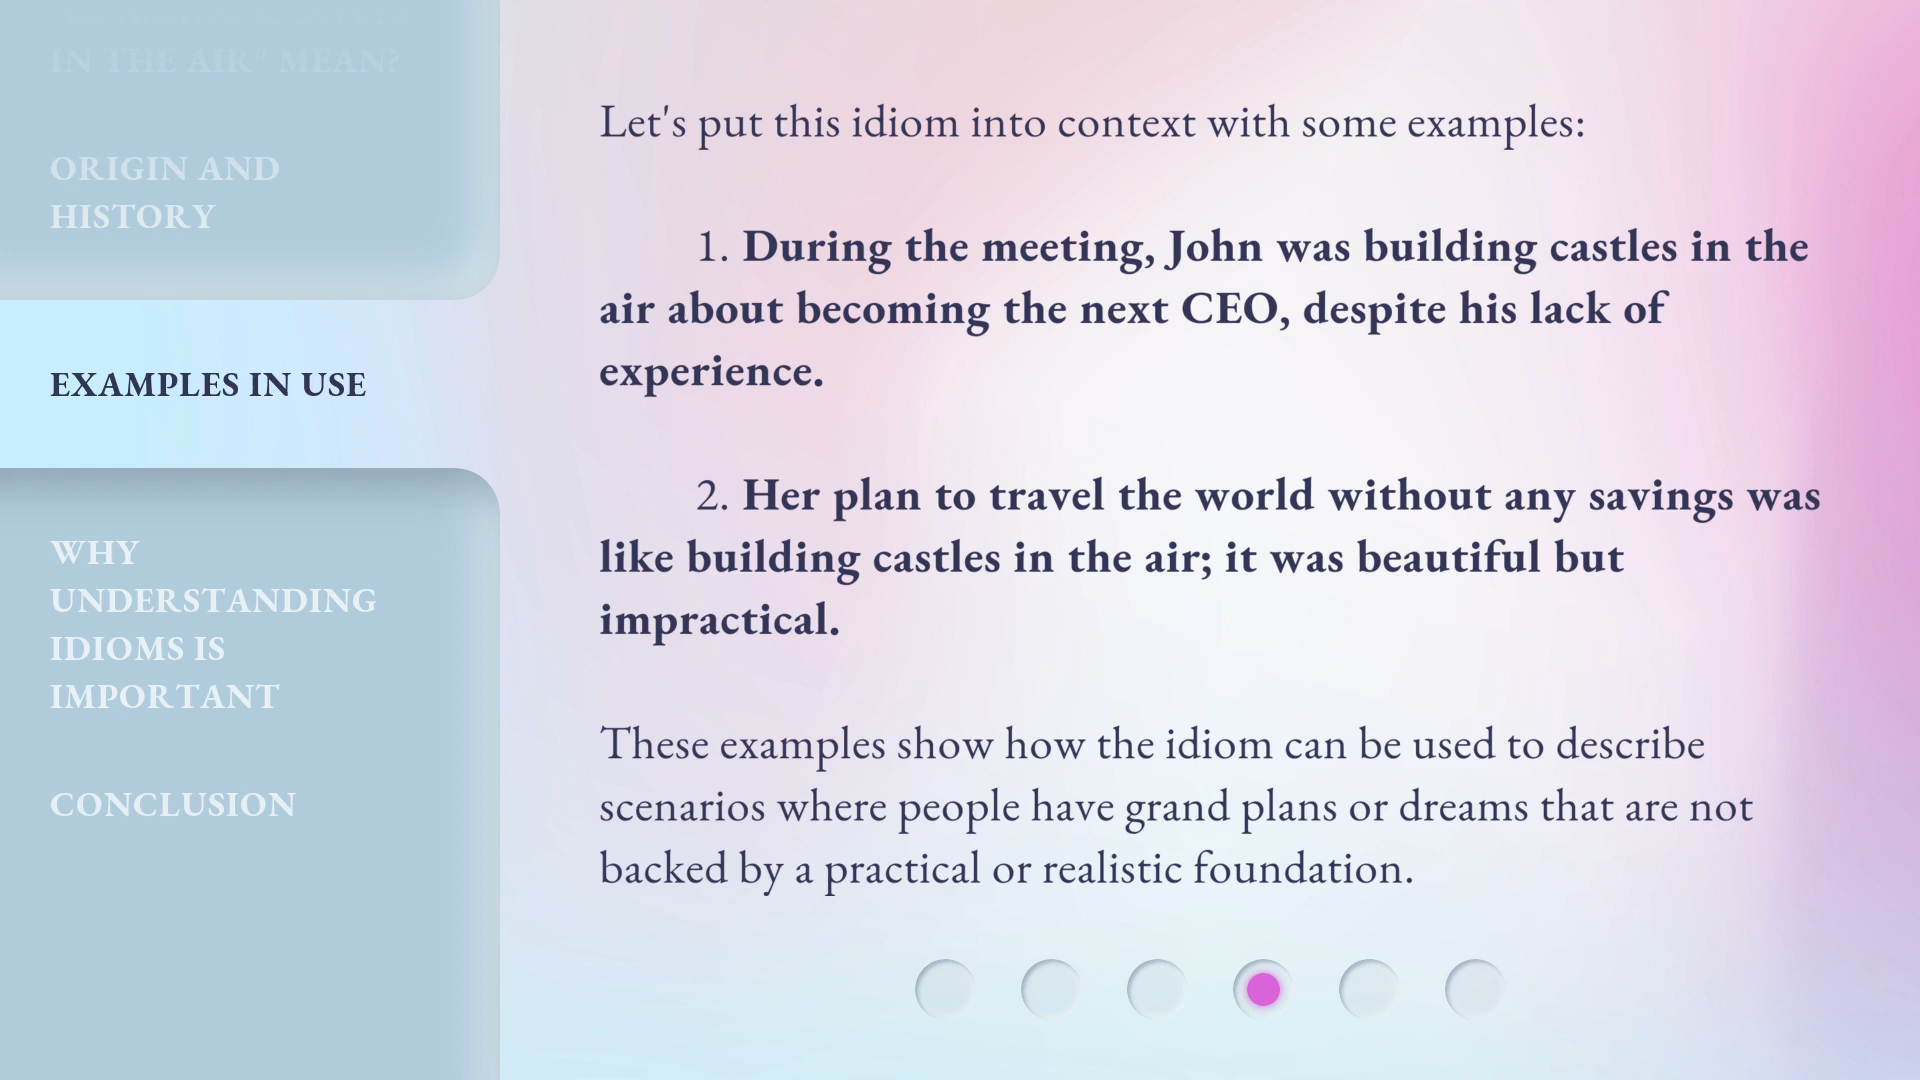 IN THE AIR" MEAN?
ORIGIN AND
HISTORY
EXAMPLES IN USE
WHY
UNDERSTANDING
IDIOMS IS
IMPORTANT
CONCLUSION
Let's put this idiom into context with some examples:
1. During the meeting, John was building castles in the
air about becoming the next CEO, despite his lack of
experience.
2. Her plan to travel the world without any savings was
like building castles in the air; it was beautiful but
impractical.
These examples show how the idiom can be used to describe
scenarios where people have grand plans or dreams that are not
backed by a practical or realistic foundation.